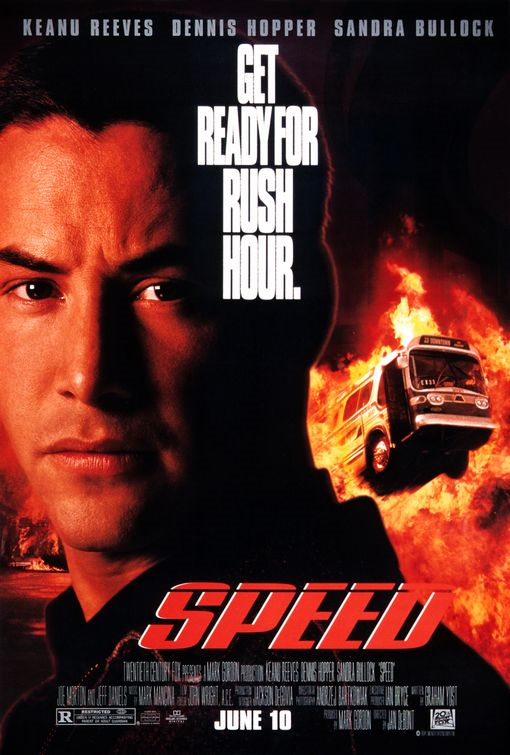 KEANU REEVES DENNIS HOPPER SANDRA BULLOCK
GET
READY FOR
RUSH
HOUR.
DOWNTOWN
SPEED
TWENTIETH CENTURY FOX PRESENTS A MARK GORDON PRODUCTION KEANU REEVES DENNIS HOPPER SANDRA BULLOCK "SPEED"
JOE MORTON AND JEFF DANIELS MUSIC BY MARK MANCINA FILM EDITOR JOHN WRIGHT A.C.E. PRODUCTION DESIGNER JACKSON DEGOVIA DIRECTOR OF PHOTOGRAPHY ANDRZEJ BARTKOWIAK EXECUTIVE PRODUCER IAN BRYCE WRITTEN BY GRAHAM YOST
R RESTRICTED
UNDER 17 REQUIRES ACCOMPANYING
PARENT OR ADULT GUARDIAN
JUNE 10
PRODUCED BY MARK GORDON DIRECTED BY JAN DEBONT
20TH CENTURY FOX